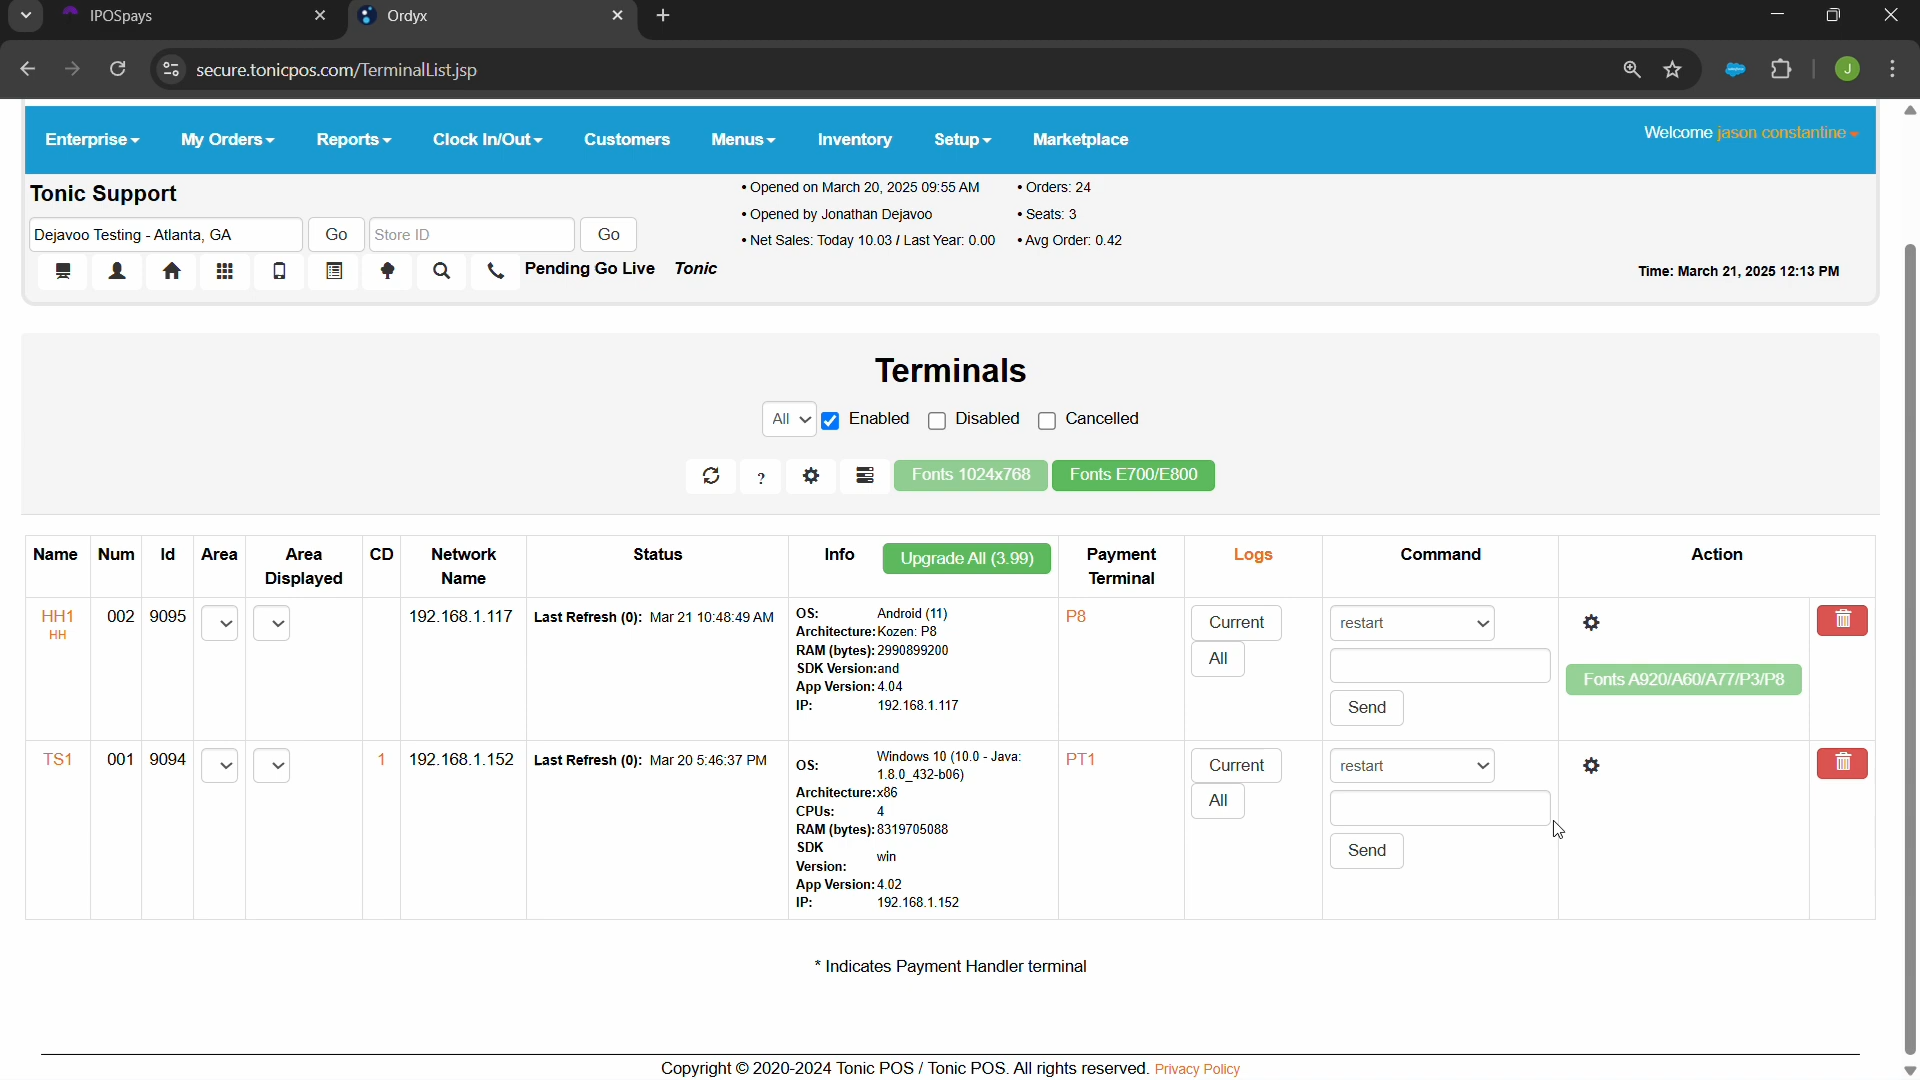 IPOSpays
Ordyx
secure.tonicpos.com/TerminalList.jsp
J
Enterprise
My Orders
Reports
Clock In/Out
Customers
Menus
Inventory
Setup
Marketplace
Welcome jason constantine
Tonic Support
• Opened on March 20, 2025 09:55 AM
• Orders: 24
• Opened by Jonathan Dejavoo
• Seats: 3
Dejavoo Testing - Atlanta, GA
Go
Store ID
Go
• Net Sales: Today 10.03 / Last Year: 0.00
• Avg Order: 0.42
Pending Go Live
Tonic
Time: March 21, 2025 12:13 PM
Terminals
All
Enabled
Disabled
Cancelled
?
Fonts 1024x768
Fonts E700/E800
Name
Num
Id
Area
Area
Displayed
CD
Network
Name
Status
Info
Upgrade All (3.99)
Payment
Terminal
Logs
Command
Action
HH1
HH
002
9095
192.168.1.117
Last Refresh (0): Mar 21 10:48:49 AM
OS: Android (11)
Architecture: Kozen: P8
RAM (bytes): 2990899200
SDK Version: and
App Version: 4.04
IP: 192.168.1.117
P8
Current
All
restart
Send
Fonts A920/A60/A77/P3/P8
TS1
001
9094
1
192.168.1.152
Last Refresh (0): Mar 20 5:46:37 PM
OS: Windows 10 (10.0 - Java:
1.8.0_432-b06)
Architecture: x86
CPUs: 4
RAM (bytes): 8319705088
SDK
Version: win
App Version: 4.02
IP: 192.168.1.152
PT1
Current
All
restart
Send
* Indicates Payment Handler terminal
Copyright © 2020-2024 Tonic POS / Tonic POS. All rights reserved. Privacy Policy